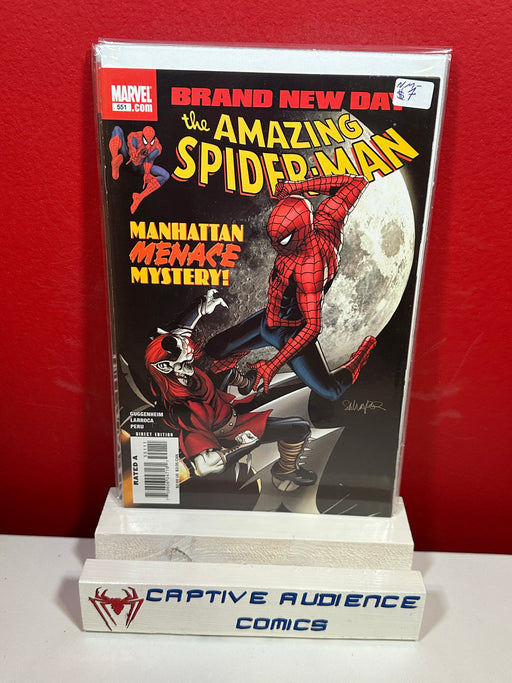 MARVEL
551 .com
NM-
$7
BRAND NEW DAY
the AMAZING
SPIDER-MAN
MANHATTAN
MENACE
MYSTERY!
GUGGENHEIM
LARROCA
PERU
DIRECT EDITION
RATED A
CAPTIVE AUDIENCE
COMICS